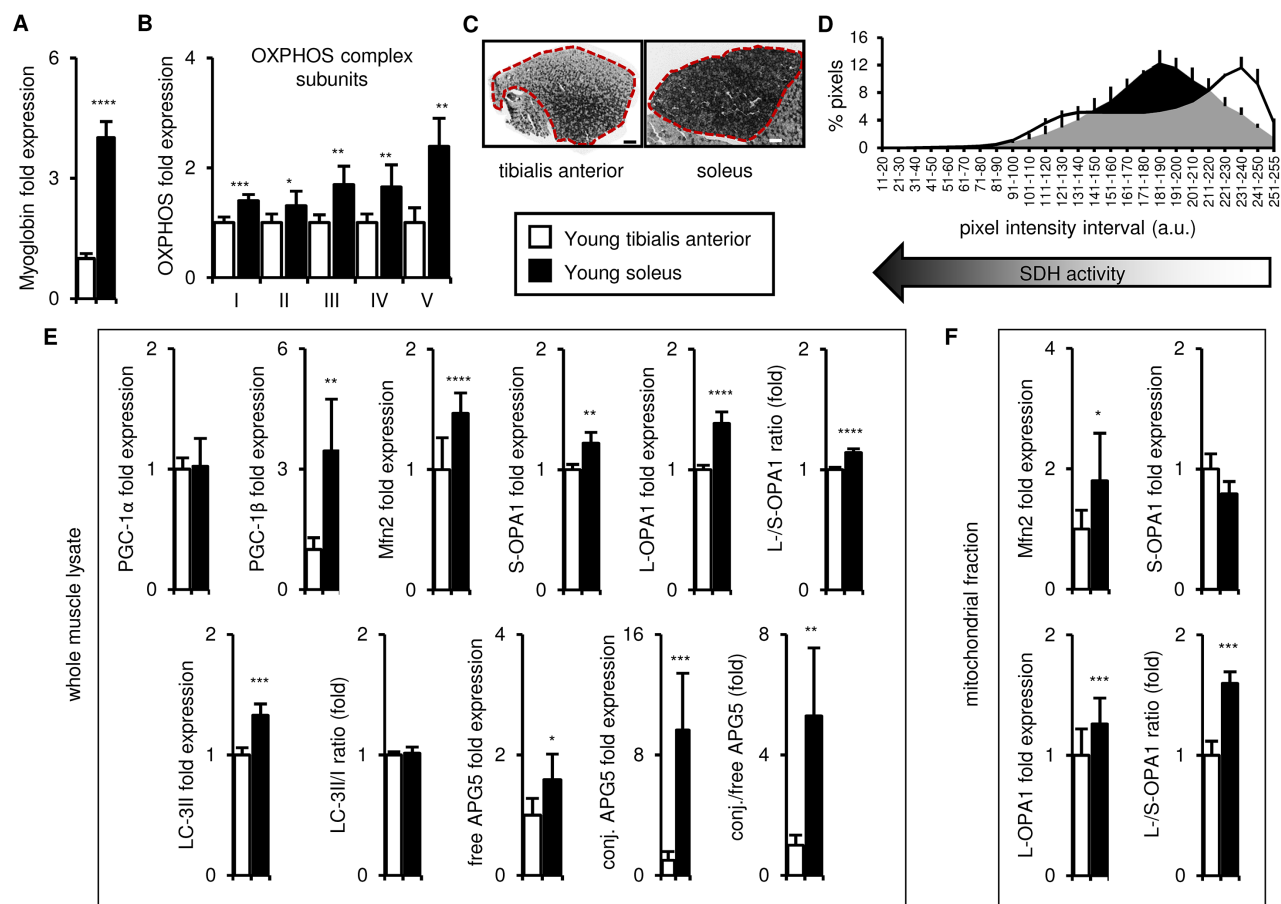 A
Myoglobin fold expression
6
3
0
****
B
OXPHOS complex
subunits
OXPHOS fold expression
4
2
0
***
*
**
**
**
I II III IV V
C
tibialis anterior
soleus
Young tibialis anterior
Young soleus
D
% pixels
16
12
8
4
0
11-20
21-30
31-40
41-50
51-60
61-70
71-80
81-90
91-100
101-110
111-120
121-130
131-140
141-150
151-160
161-170
171-180
181-190
191-200
201-210
211-220
221-230
231-240
241-250
251-255
pixel intensity interval (a.u.)
SDH activity
E
whole muscle lysate
PGC-1α fold expression
2
1
0
PGC-1β fold expression
6
3
0
**
Mfn2 fold expression
2
1
0
****
S-OPA1 fold expression
2
1
0
**
L-OPA1 fold expression
2
1
0
****
L-/S-OPA1 ratio (fold)
2
1
0
****
LC-3II fold expression
2
1
0
***
LC-3II/I ratio (fold)
2
1
0
free APG5 fold expression
4
2
0
*
conj. APG5 fold expression
16
8
0
***
conj./free APG5 (fold)
8
4
0
**
F
mitochondrial fraction
Mfn2 fold expression
4
2
0
*
S-OPA1 fold expression
2
1
0
L-OPA1 fold expression
2
1
0
***
L-/S-OPA1 ratio (fold)
2
1
0
***